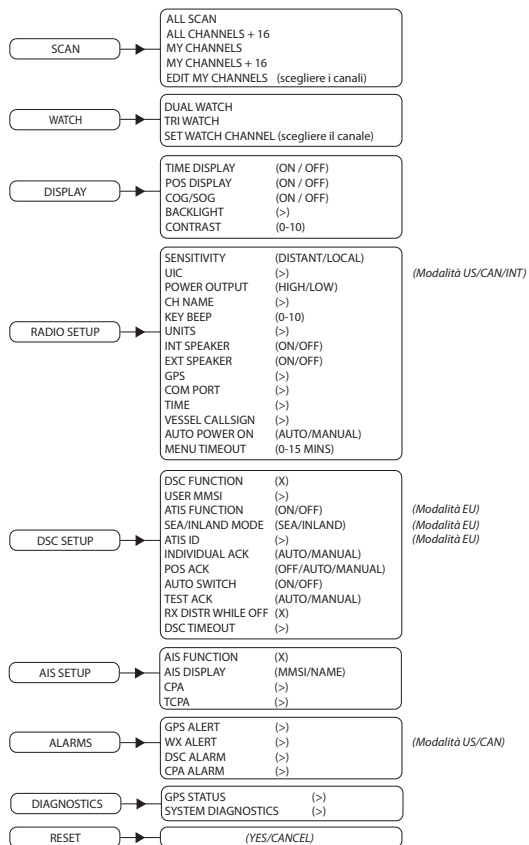 SCAN
ALL SCAN
ALL CHANNELS + 16
MY CHANNELS
MY CHANNELS + 16
EDIT MY CHANNELS (scegliere i canali)
WATCH
DUAL WATCH
TRI WATCH
SET WATCH CHANNEL (scegliere il canale)
DISPLAY
TIME DISPLAY (ON / OFF)
POS DISPLAY (ON / OFF)
COG/SOG (ON / OFF)
BACKLIGHT (>)
CONTRAST (0-10)
RADIO SETUP
SENSITIVITY (DISTANT/LOCAL)
UIC (>) (Modalità US/CAN/INT)
POWER OUTPUT (HIGH/LOW)
CH NAME (>)
KEY BEEP (0-10)
UNITS (>)
INT SPEAKER (ON/OFF)
EXT SPEAKER (ON/OFF)
GPS (>)
COM PORT (>)
TIME (>)
VESSEL CALLSIGN (>)
AUTO POWER ON (AUTO/MANUAL)
MENU TIMEOUT (0-15 MINS)
DSC SETUP
DSC FUNCTION (X)
USER MMSI (>)
ATIS FUNCTION (ON/OFF) (Modalità EU)
SEA/INLAND MODE (SEA/INLAND) (Modalità EU)
ATIS ID (>) (Modalità EU)
INDIVIDUAL ACK (AUTO/MANUAL)
POS ACK (OFF/AUTO/MANUAL)
AUTO SWITCH (ON/OFF)
TEST ACK (AUTO/MANUAL)
RX DISTR WHILE OFF (X)
DSC TIMEOUT (>)
AIS SETUP
AIS FUNCTION (X)
AIS DISPLAY (MMSI/NAME)
CPA (>)
TCPA (>)
ALARMS
GPS ALERT (>)
WX ALERT (>) (Modalità US/CAN)
DSC ALARM (>)
CPA ALARM (>)
DIAGNOSTICS
GPS STATUS (>)
SYSTEM DIAGNOSTICS (>)
RESET
(YES/CANCEL)